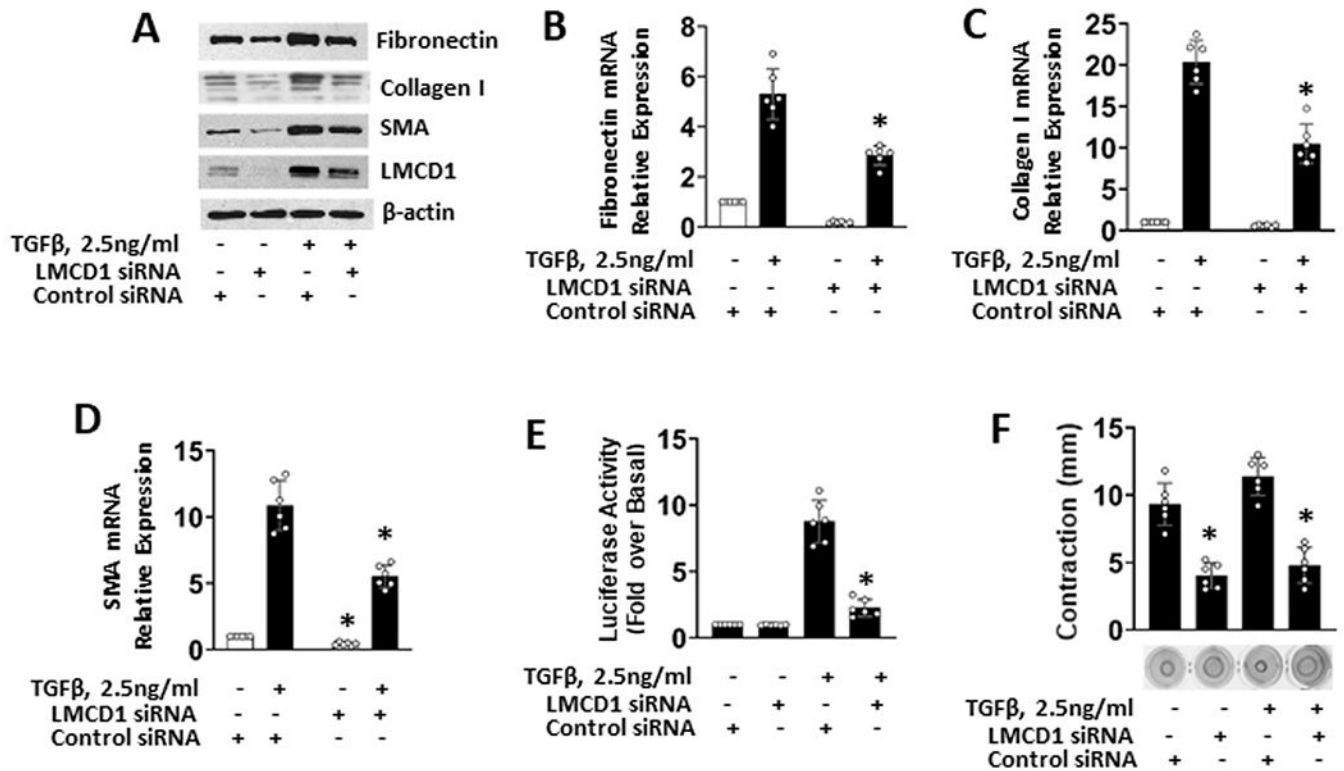 A
Fibronectin
Collagen I
SMA
LMCD1
β-actin
TGFβ, 2.5ng/ml - - + +
LMCD1 siRNA - + - +
Control siRNA + - + -
B
Fibronectin mRNA
Relative Expression
8
6
4
2
0
*
TGFβ, 2.5ng/ml - + - +
LMCD1 siRNA - - + +
Control siRNA + + - -
C
Collagen I mRNA
Relative Expression
25
20
15
10
5
0
*
TGFβ, 2.5ng/ml - + - +
LMCD1 siRNA - - + +
Control siRNA + + - -
D
SMA mRNA
Relative Expression
15
10
5
0
* *
TGFβ, 2.5ng/ml - + - +
LMCD1 siRNA - - + +
Control siRNA + + - -
E
Luciferase Activity
(Fold over Basal)
15
10
5
0
*
TGFβ, 2.5ng/ml - - + +
LMCD1 siRNA - + - +
Control siRNA + - + -
F
Contraction (mm)
15
10
5
0
* *
TGFβ, 2.5ng/ml - - + +
LMCD1 siRNA - + - +
Control siRNA + - + -